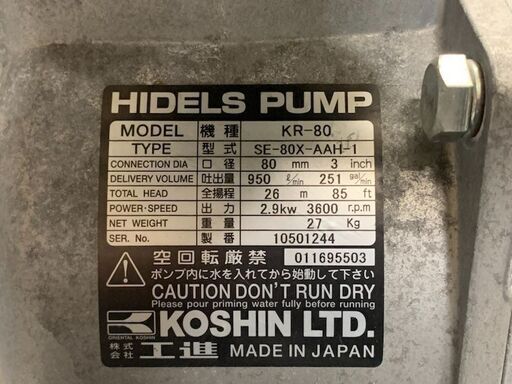 HIDELS PUMP
MODEL 機種 KR-80
TYPE 型式 SE-80X-AAH-1
CONNECTION DIA 口径 80 mm 3 inch
DELIVERY VOLUME 吐出量 950 ℓ/min 251 gal/min
TOTAL HEAD 全揚程 26 m 85 ft
POWER·SPEED 出力 2.9kw 3600 r.p.m
NET WEIGHT 重量 27 Kg
SER. No. 製番 10501244
空回転厳禁 011695503
ポンプ内に水を入れてから始動して下さい
CAUTION DON'T RUN DRY
Please pour priming water fully before running
KOSHIN LTD.
ORIENTAL KOSHIN
株式会社 工進 MADE IN JAPAN